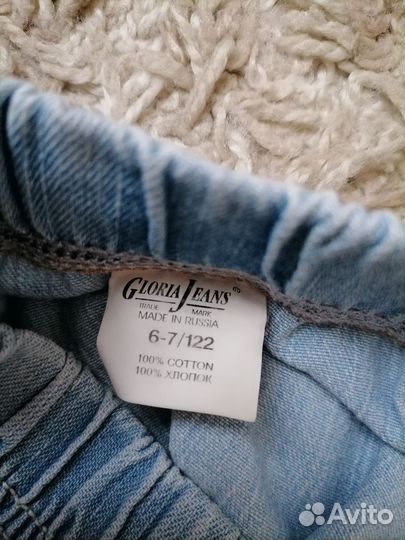 GLORIA JEANS®
TRADE MARK
MADE IN RUSSIA
6-7/122
100% COTTON
100% ХЛОПОК
Avito